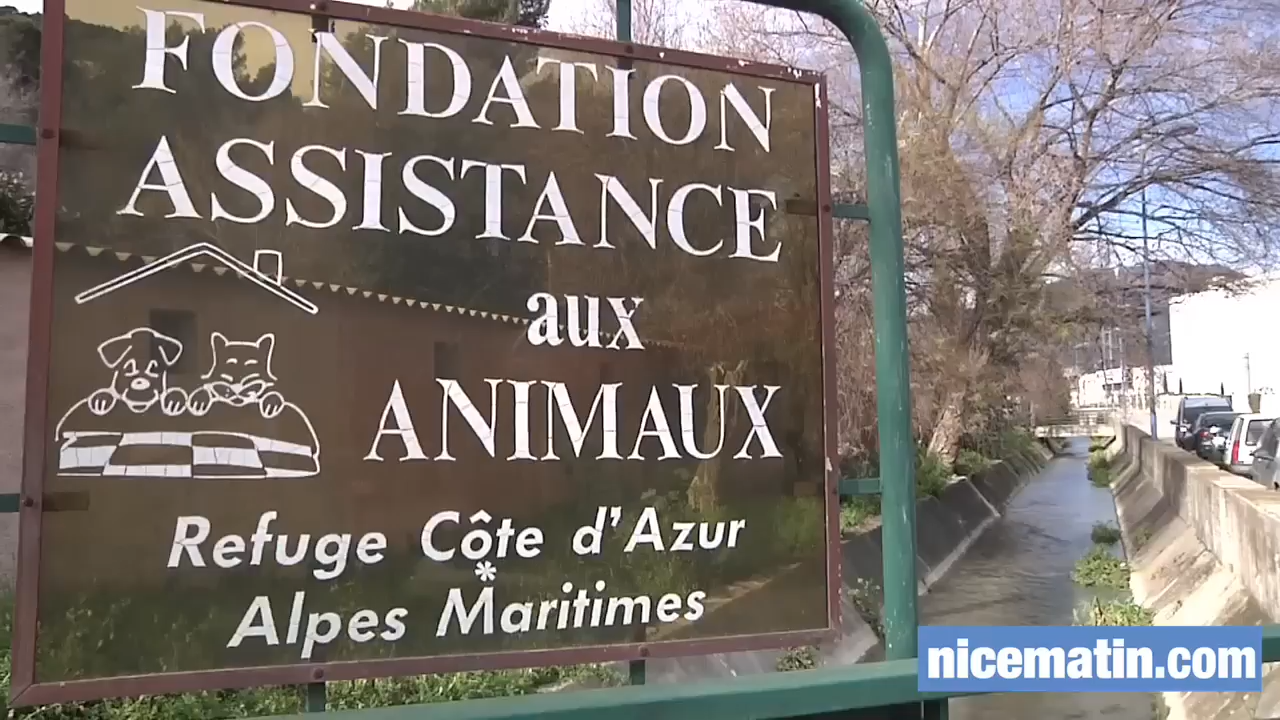 FONDATION
ASSISTANCE
aux
ANIMAUX
Refuge Côte d'Azur
*
Alpes Maritimes
nicematin.com